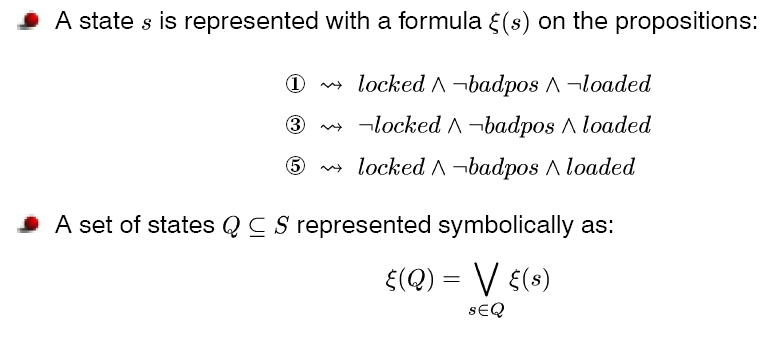 A state s is represented with a formula ξ(s) on the propositions:
① ⇝ locked ∧ ¬badpos ∧ ¬loaded
③ ⇝ ¬locked ∧ ¬badpos ∧ loaded
⑤ ⇝ locked ∧ ¬badpos ∧ loaded
A set of states Q ⊆ S represented symbolically as:
ξ(Q) = ⋁ ξ(s)
s∈Q